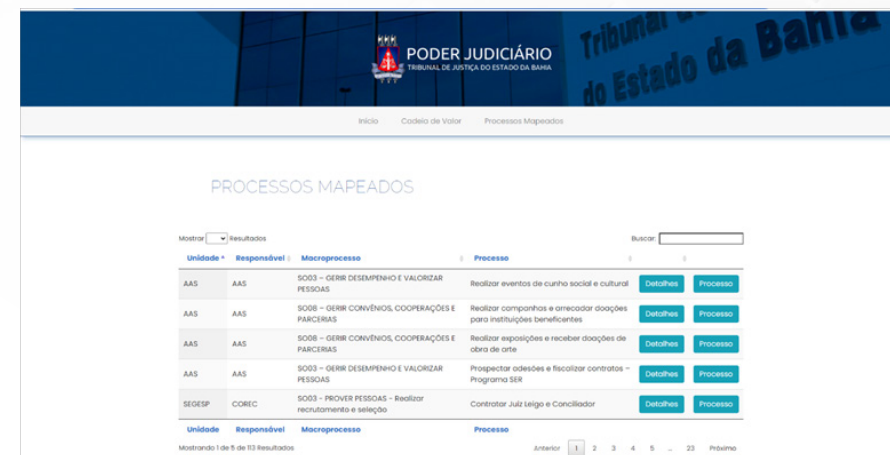 Tribunal de
do Estado da Bahia
PODER JUDICIÁRIO
TRIBUNAL DE JUSTIÇA DO ESTADO DA BAHIA
Início Cadeia de Valor Processos Mapeados
PROCESSOS MAPEADOS
Mostrar Resultados Buscar:
Unidade Responsável Macroprocesso Processo
AAS AAS SO03 – GERIR DESEMPENHO E VALORIZAR PESSOAS Realizar eventos de cunho social e cultural Detalhes Processo
AAS AAS SO08 – GERIR CONVÊNIOS, COOPERAÇÕES E PARCERIAS Realizar campanhas e arrecadar doações para instituições beneficentes Detalhes Processo
AAS AAS SO08 – GERIR CONVÊNIOS, COOPERAÇÕES E PARCERIAS Realizar exposições e receber doações de obra de arte Detalhes Processo
AAS AAS SO03 – GERIR DESEMPENHO E VALORIZAR PESSOAS Prospectar adesões e fiscalizar contratos – Programa SER Detalhes Processo
SEGESP COREC SO03 - PROVER PESSOAS - Realizar recrutamento e seleção Contratar Juiz Leigo e Conciliador Detalhes Processo
Unidade Responsável Macroprocesso Processo
Mostrando 1 de 5 de 113 Resultados Anterior 1 2 3 4 5 … 23 Próximo